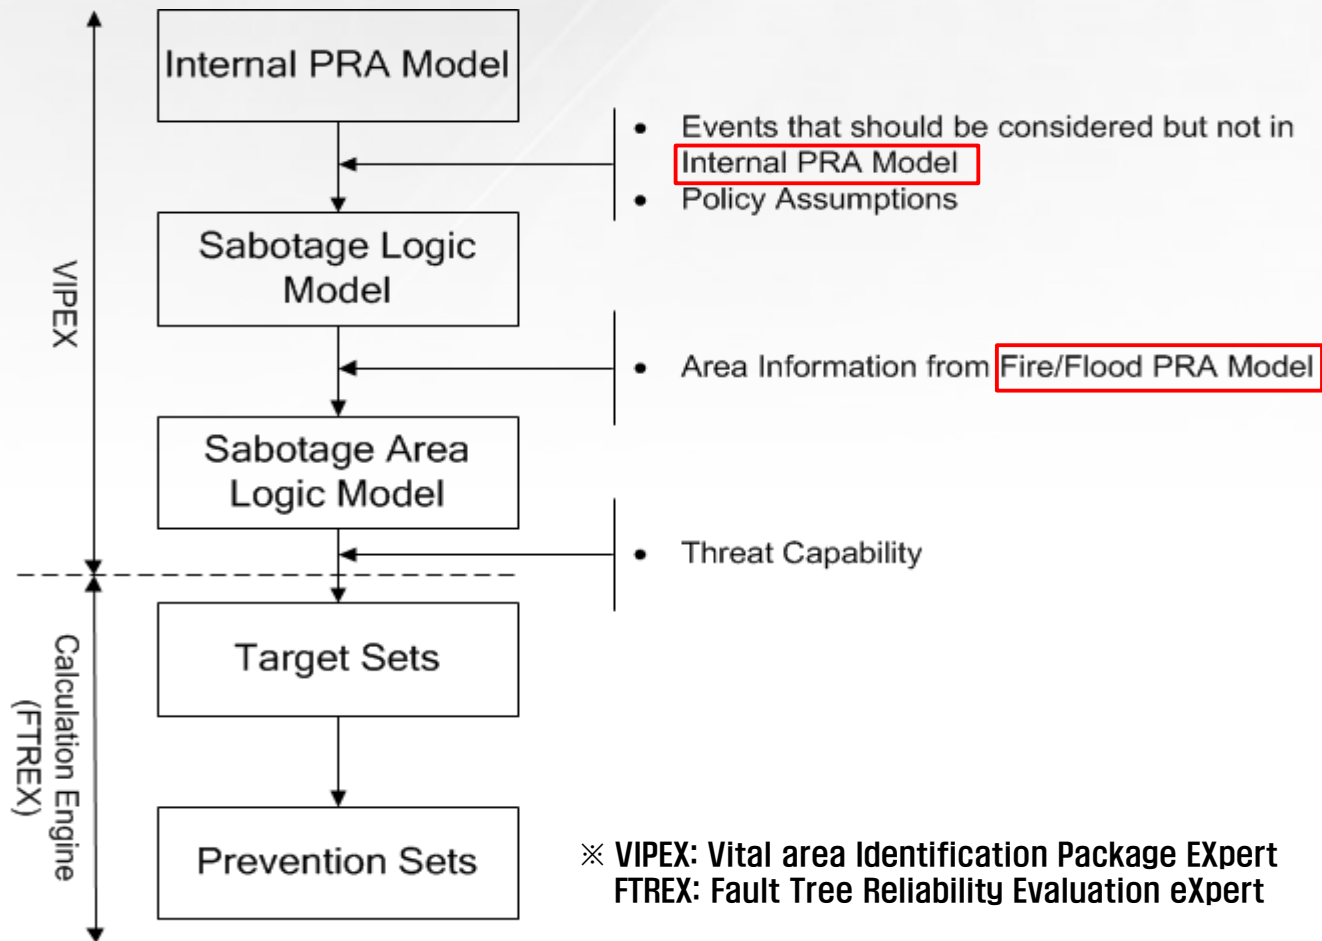 Internal PRA Model
• Events that should be considered but not in
Internal PRA Model
• Policy Assumptions
Sabotage Logic
Model
• Area Information from Fire/Flood PRA Model
Sabotage Area
Logic Model
• Threat Capability
VIPEX
Target Sets
Prevention Sets
Calculation Engine
(FTREX)
※ VIPEX: Vital area Identification Package EXpert
FTREX: Fault Tree Reliability Evaluation eXpert